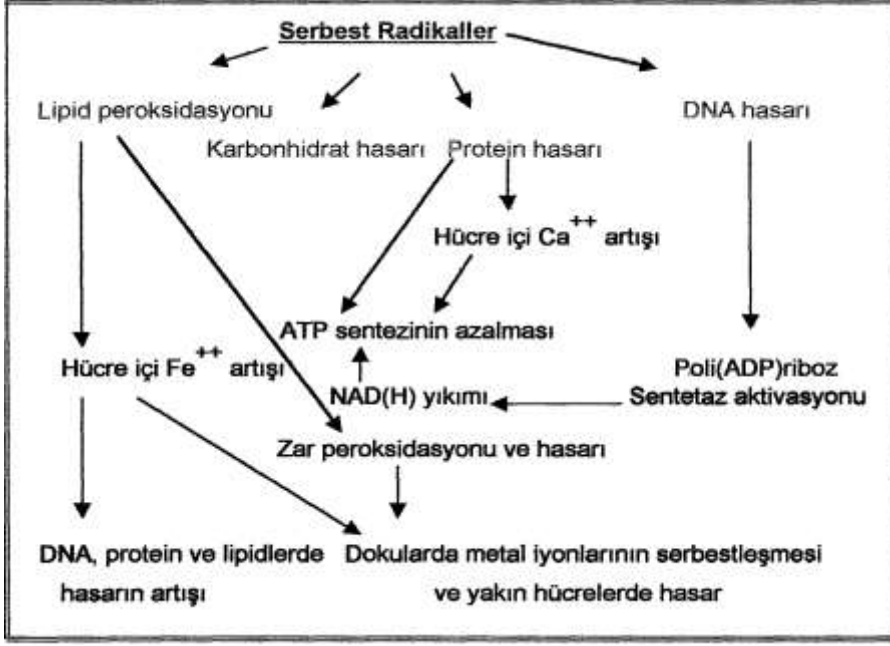 Serbest Radikaller
Lipid peroksidasyonu
DNA hasarı
Karbonhidrat hasarı
Protein hasarı
Hücre içi Ca++ artışı
ATP sentezinin azalması
Hücre içi Fe++ artışı
Poli(ADP)riboz
NAD(H) yıkımı
Sentetaz aktivasyonu
Zar peroksidasyonu ve hasarı
DNA, protein ve lipidlerde
hasarın artışı
Dokularda metal iyonlarının serbestleşmesi
ve yakın hücrelerde hasar